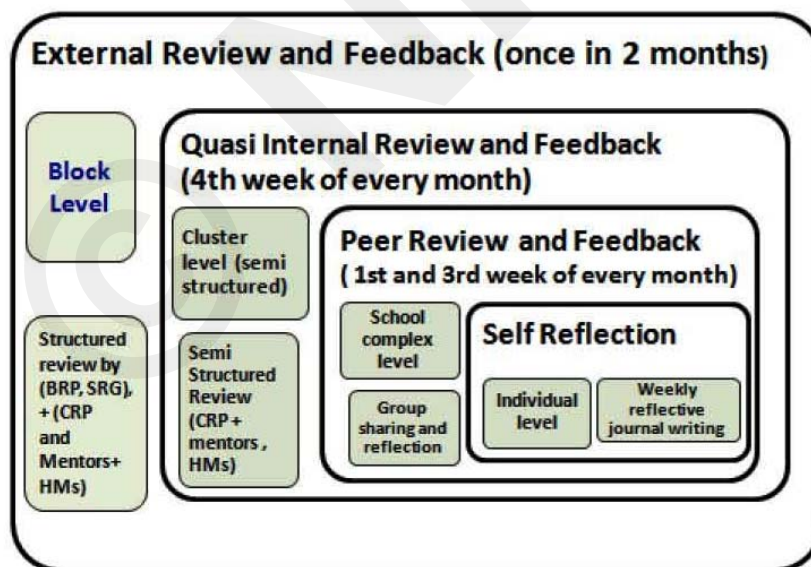 External Review and Feedback (once in 2 months)
Block
Level
Structured
review by
(BRP, SRG),
+ (CRP
and
Mentors+
HMs)
Quasi Internal Review and Feedback
(4th week of every month)
Cluster
level (semi
structured)
Semi
Structured
Review
(CRP +
mentors ,
HMs)
Peer Review and Feedback
( 1st and 3rd week of every month)
School
complex
level
Group
sharing and
reflection
Self Reflection
Individual
level
Weekly
reflective
journal writing